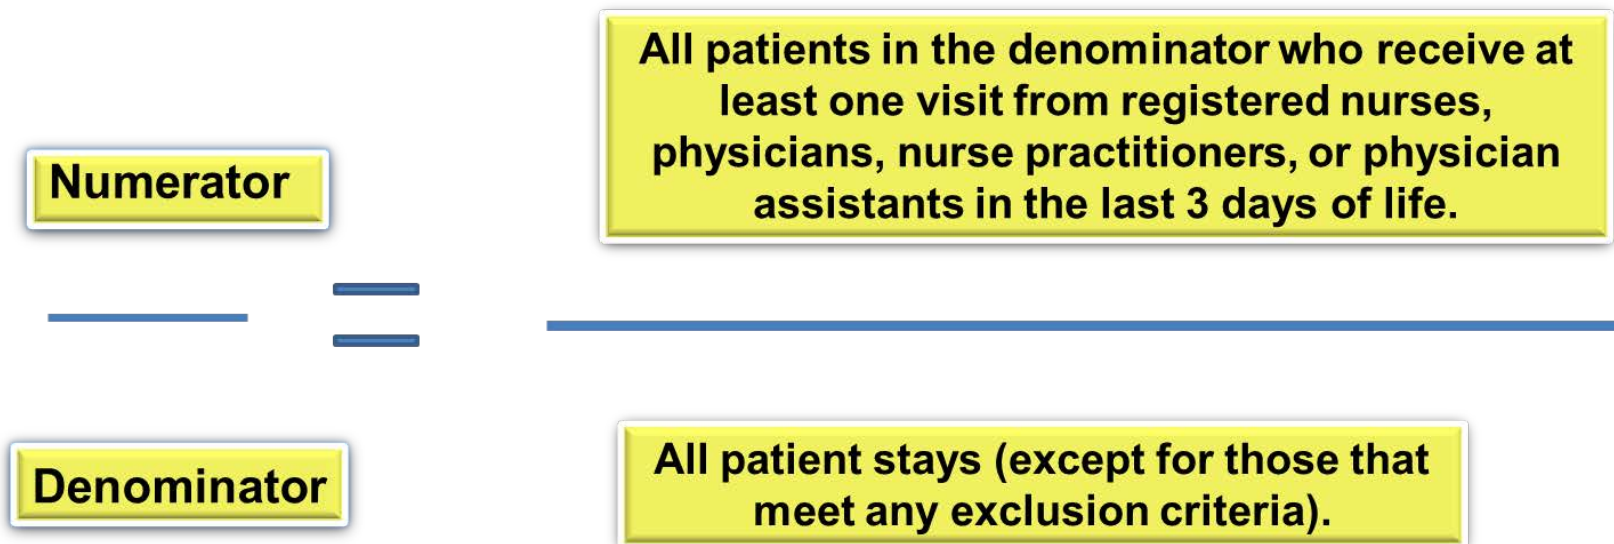 All patients in the denominator who receive at
least one visit from registered nurses,
physicians, nurse practitioners, or physician
assistants in the last 3 days of life.
Numerator
All patient stays (except for those that
meet any exclusion criteria).
Denominator